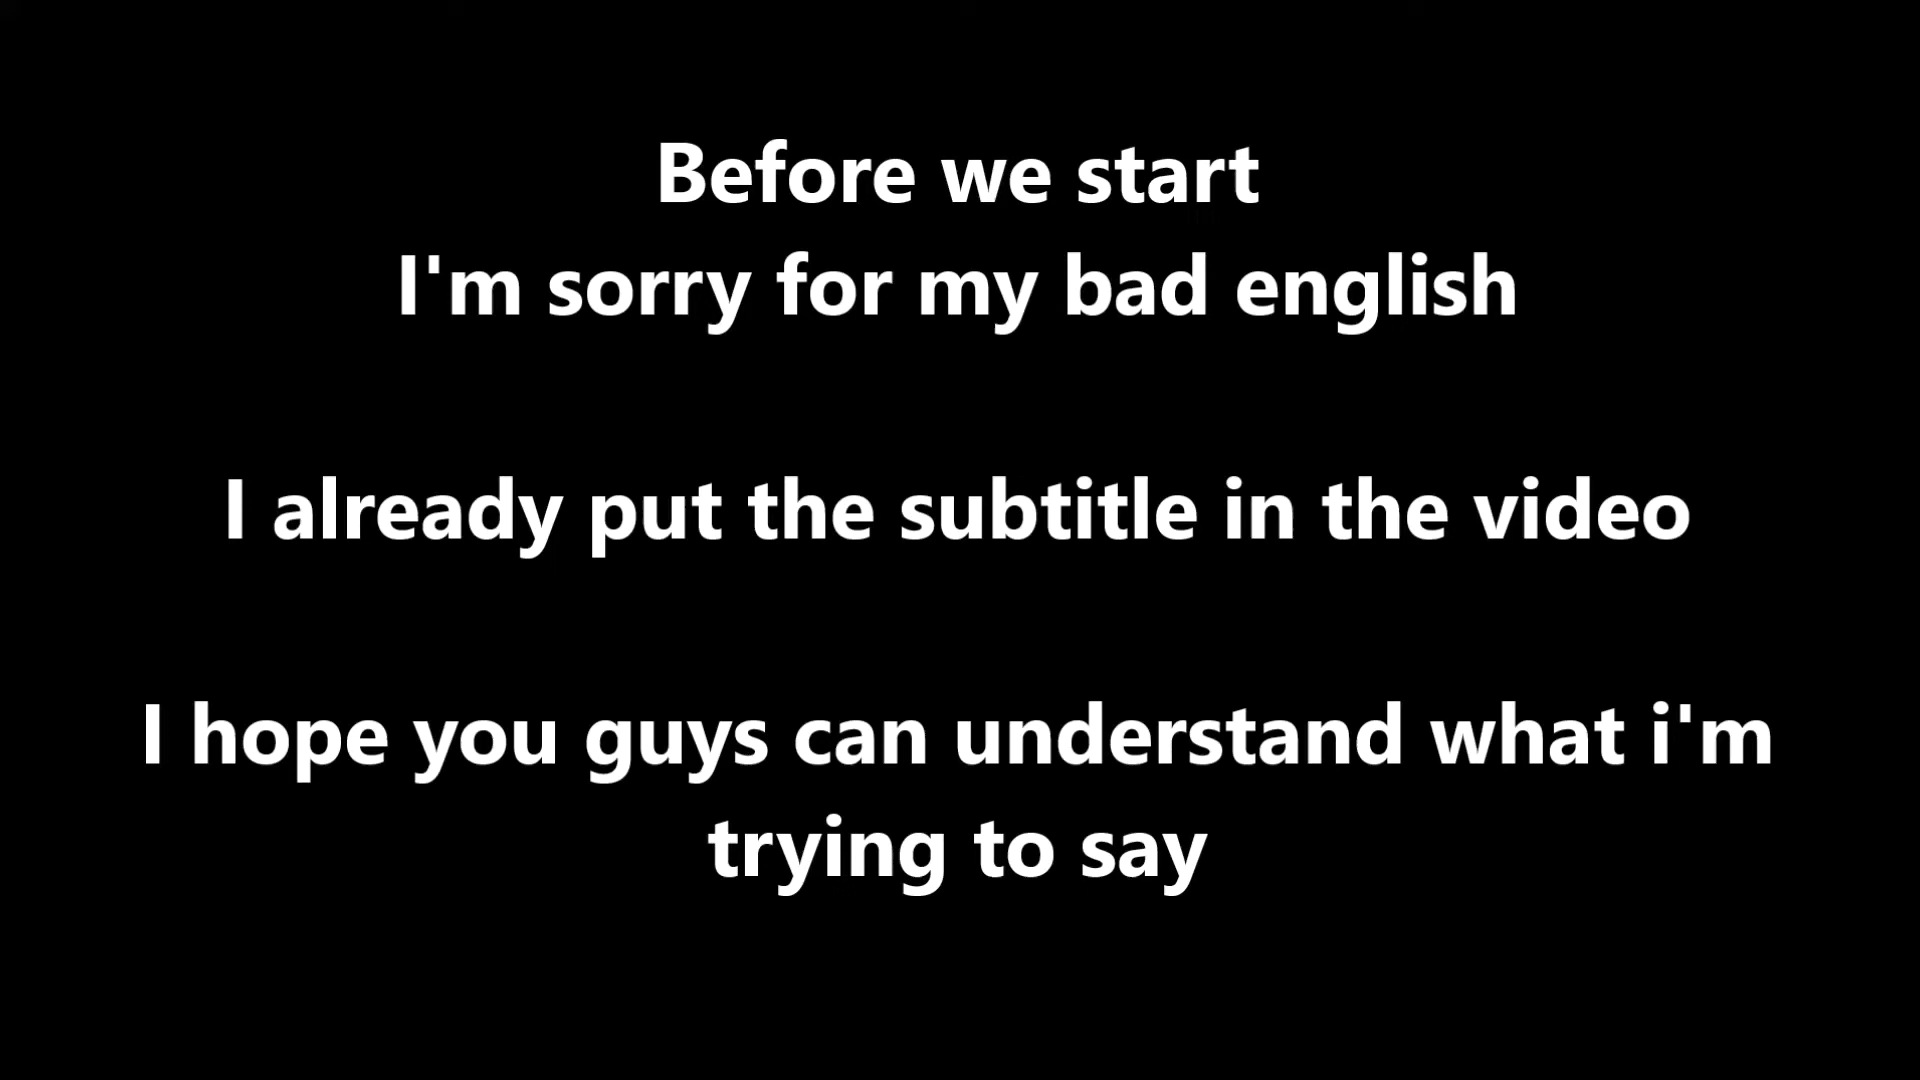 Before we start
I'm sorry for my bad english
I already put the subtitle in the video
I hope you guys can understand what i'm
trying to say